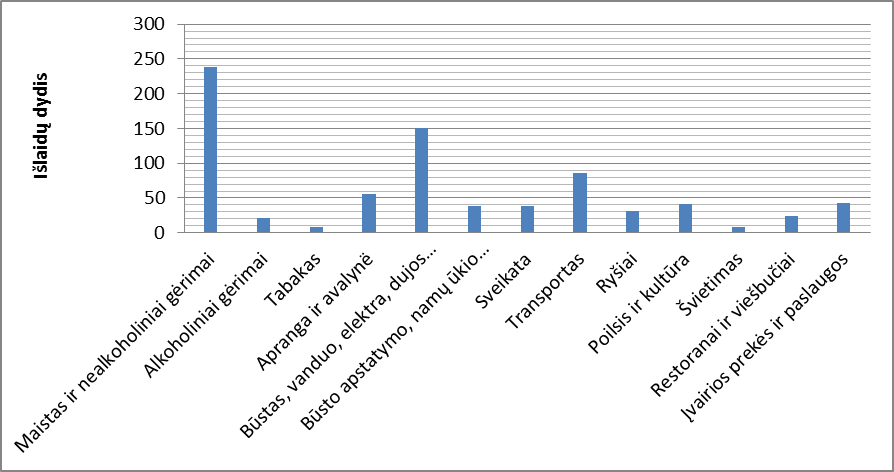 Išlaidų dydis
300
250
200
150
100
50
0
Maistas ir nealkoholiniai gėrimai
Alkoholiniai gėrimai
Tabakas
Apranga ir avalynė
Būstas, vanduo, elektra, dujos...
Būsto apstatymo, namų ūkio...
Sveikata
Transportas
Ryšiai
Poilsis ir kultūra
Švietimas
Restoranai ir viešbučiai
Įvairios prekės ir paslaugos